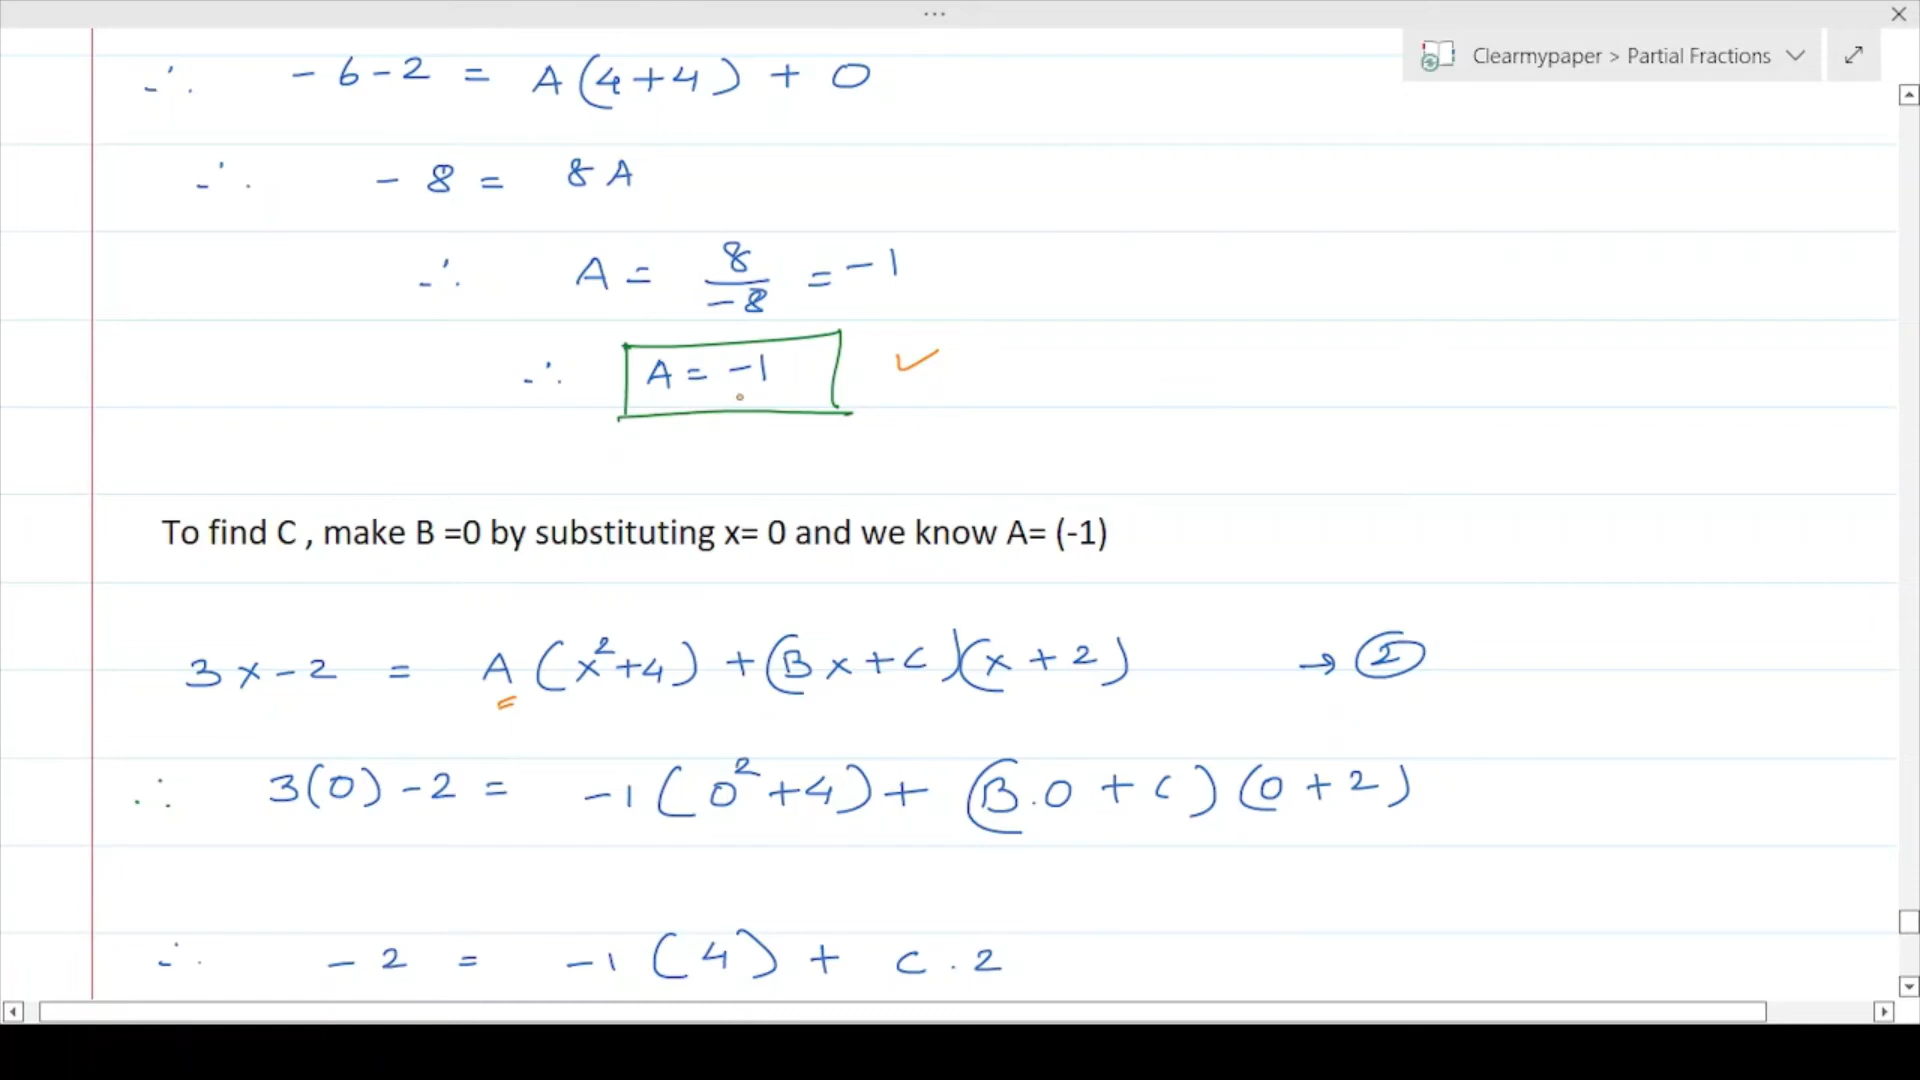 ...
Clearmypaper > Partial Fractions
∴ -6-2 = A(4+4) + 0
∴ -8 = 8A
∴ A = 8/-8 = -1
∴ A = -1 ✓
To find C , make B =0 by substituting x= 0 and we know A= (-1)
3x-2 = A(x²+4) + (Bx+C)(x+2) → ②
∴ 3(0)-2 = -1(0²+4) + (B.0+C)(0+2)
∴ -2 = -1(4) + C.2